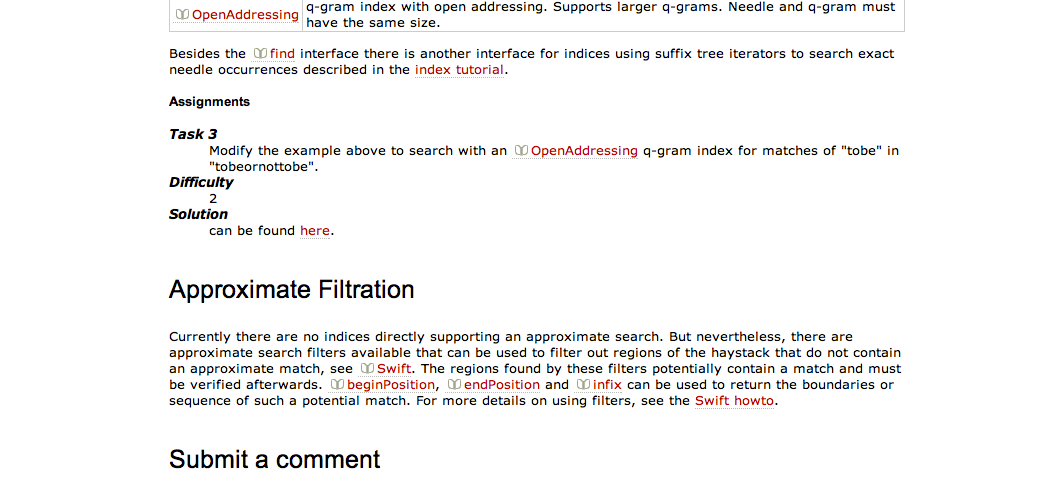 OpenAddressing
q-gram index with open addressing. Supports larger q-grams. Needle and q-gram must
have the same size.
Besides the find interface there is another interface for indices using suffix tree iterators to search exact
needle occurrences described in the index tutorial.
Assignments
Task 3
Modify the example above to search with an OpenAddressing q-gram index for matches of "tobe" in
"tobeornottobe".
Difficulty
2
Solution
can be found here.
Approximate Filtration
Currently there are no indices directly supporting an approximate search. But nevertheless, there are
approximate search filters available that can be used to filter out regions of the haystack that do not contain
an approximate match, see Swift. The regions found by these filters potentially contain a match and must
be verified afterwards. beginPosition, endPosition and infix can be used to return the boundaries or
sequence of such a potential match. For more details on using filters, see the Swift howto.
Submit a comment